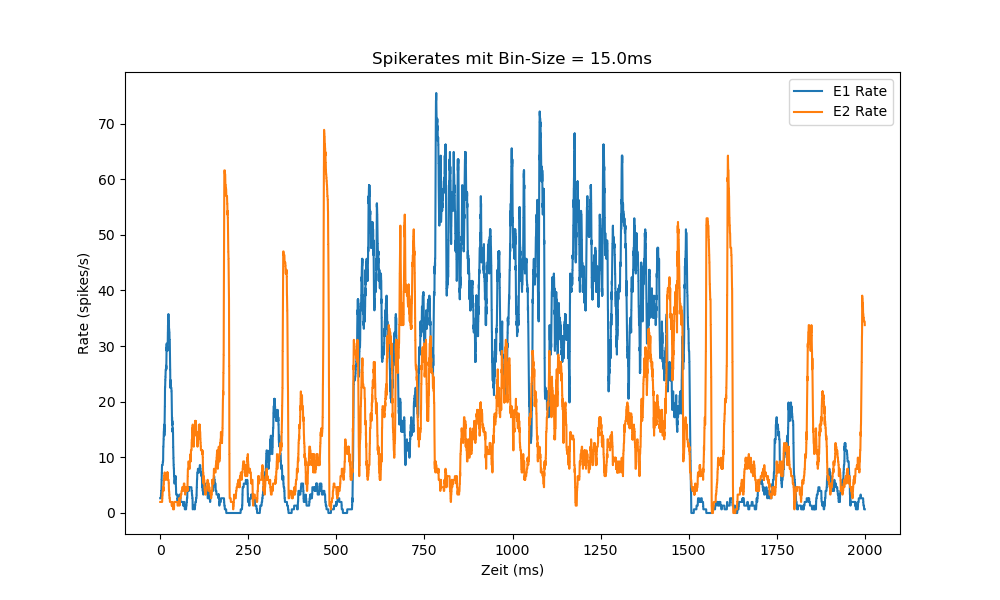 Spikerates mit Bin-Size = 15.0ms
E1 Rate
E2 Rate
Rate (spikes/s)
70
60
50
40
30
20
10
0
0 250 500 750 1000 1250 1500 1750 2000
Zeit (ms)